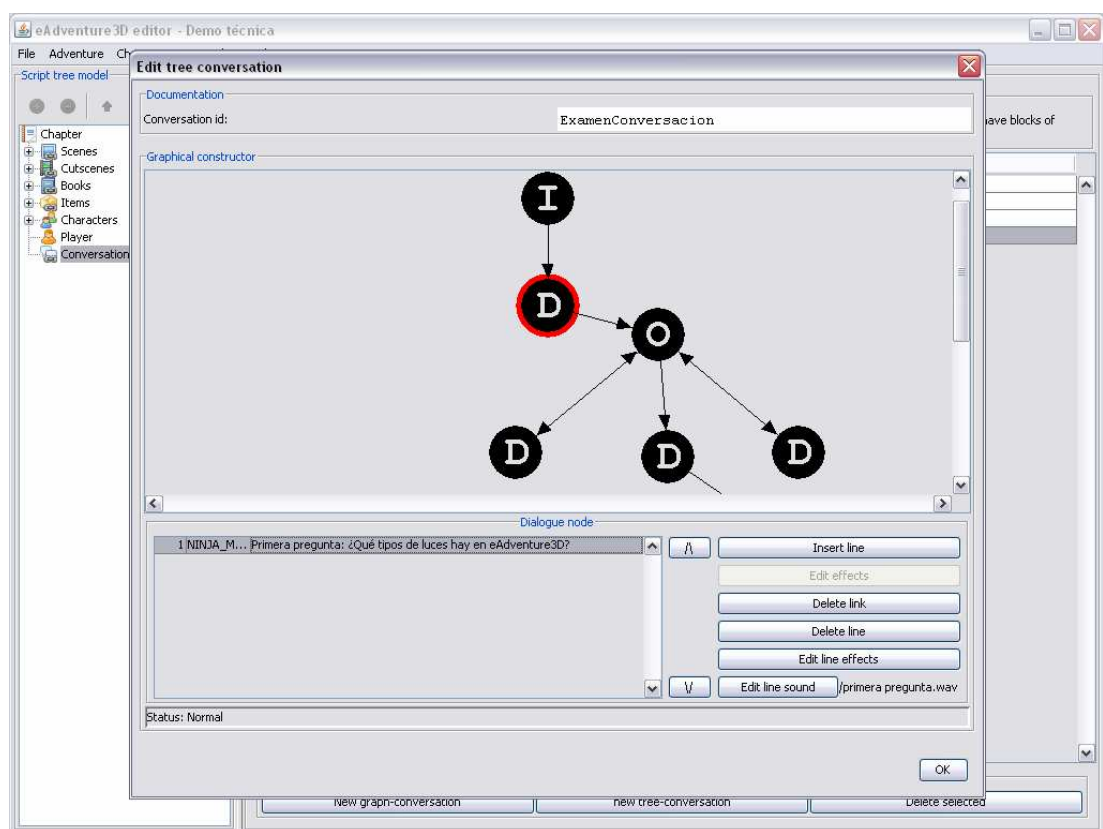 eAdventure3D editor - Demo técnica
File Adventure
Script tree model
Chapter
Scenes
Cutscenes
Books
Items
Characters
Player
Conversation
have blocks of
Edit tree conversation
Documentation
Conversation id: ExamenConversacion
Graphical constructor
I
D
O
D D D
Dialogue node
1 NINJA_M... Primera pregunta: ¿Qué tipos de luces hay en eAdventure3D?
/\ Insert line
Edit effects
Delete link
Delete line
Edit line effects
\/ Edit line sound /primera pregunta.wav
Status: Normal
OK
New graph-conversation new tree-conversation Delete selected